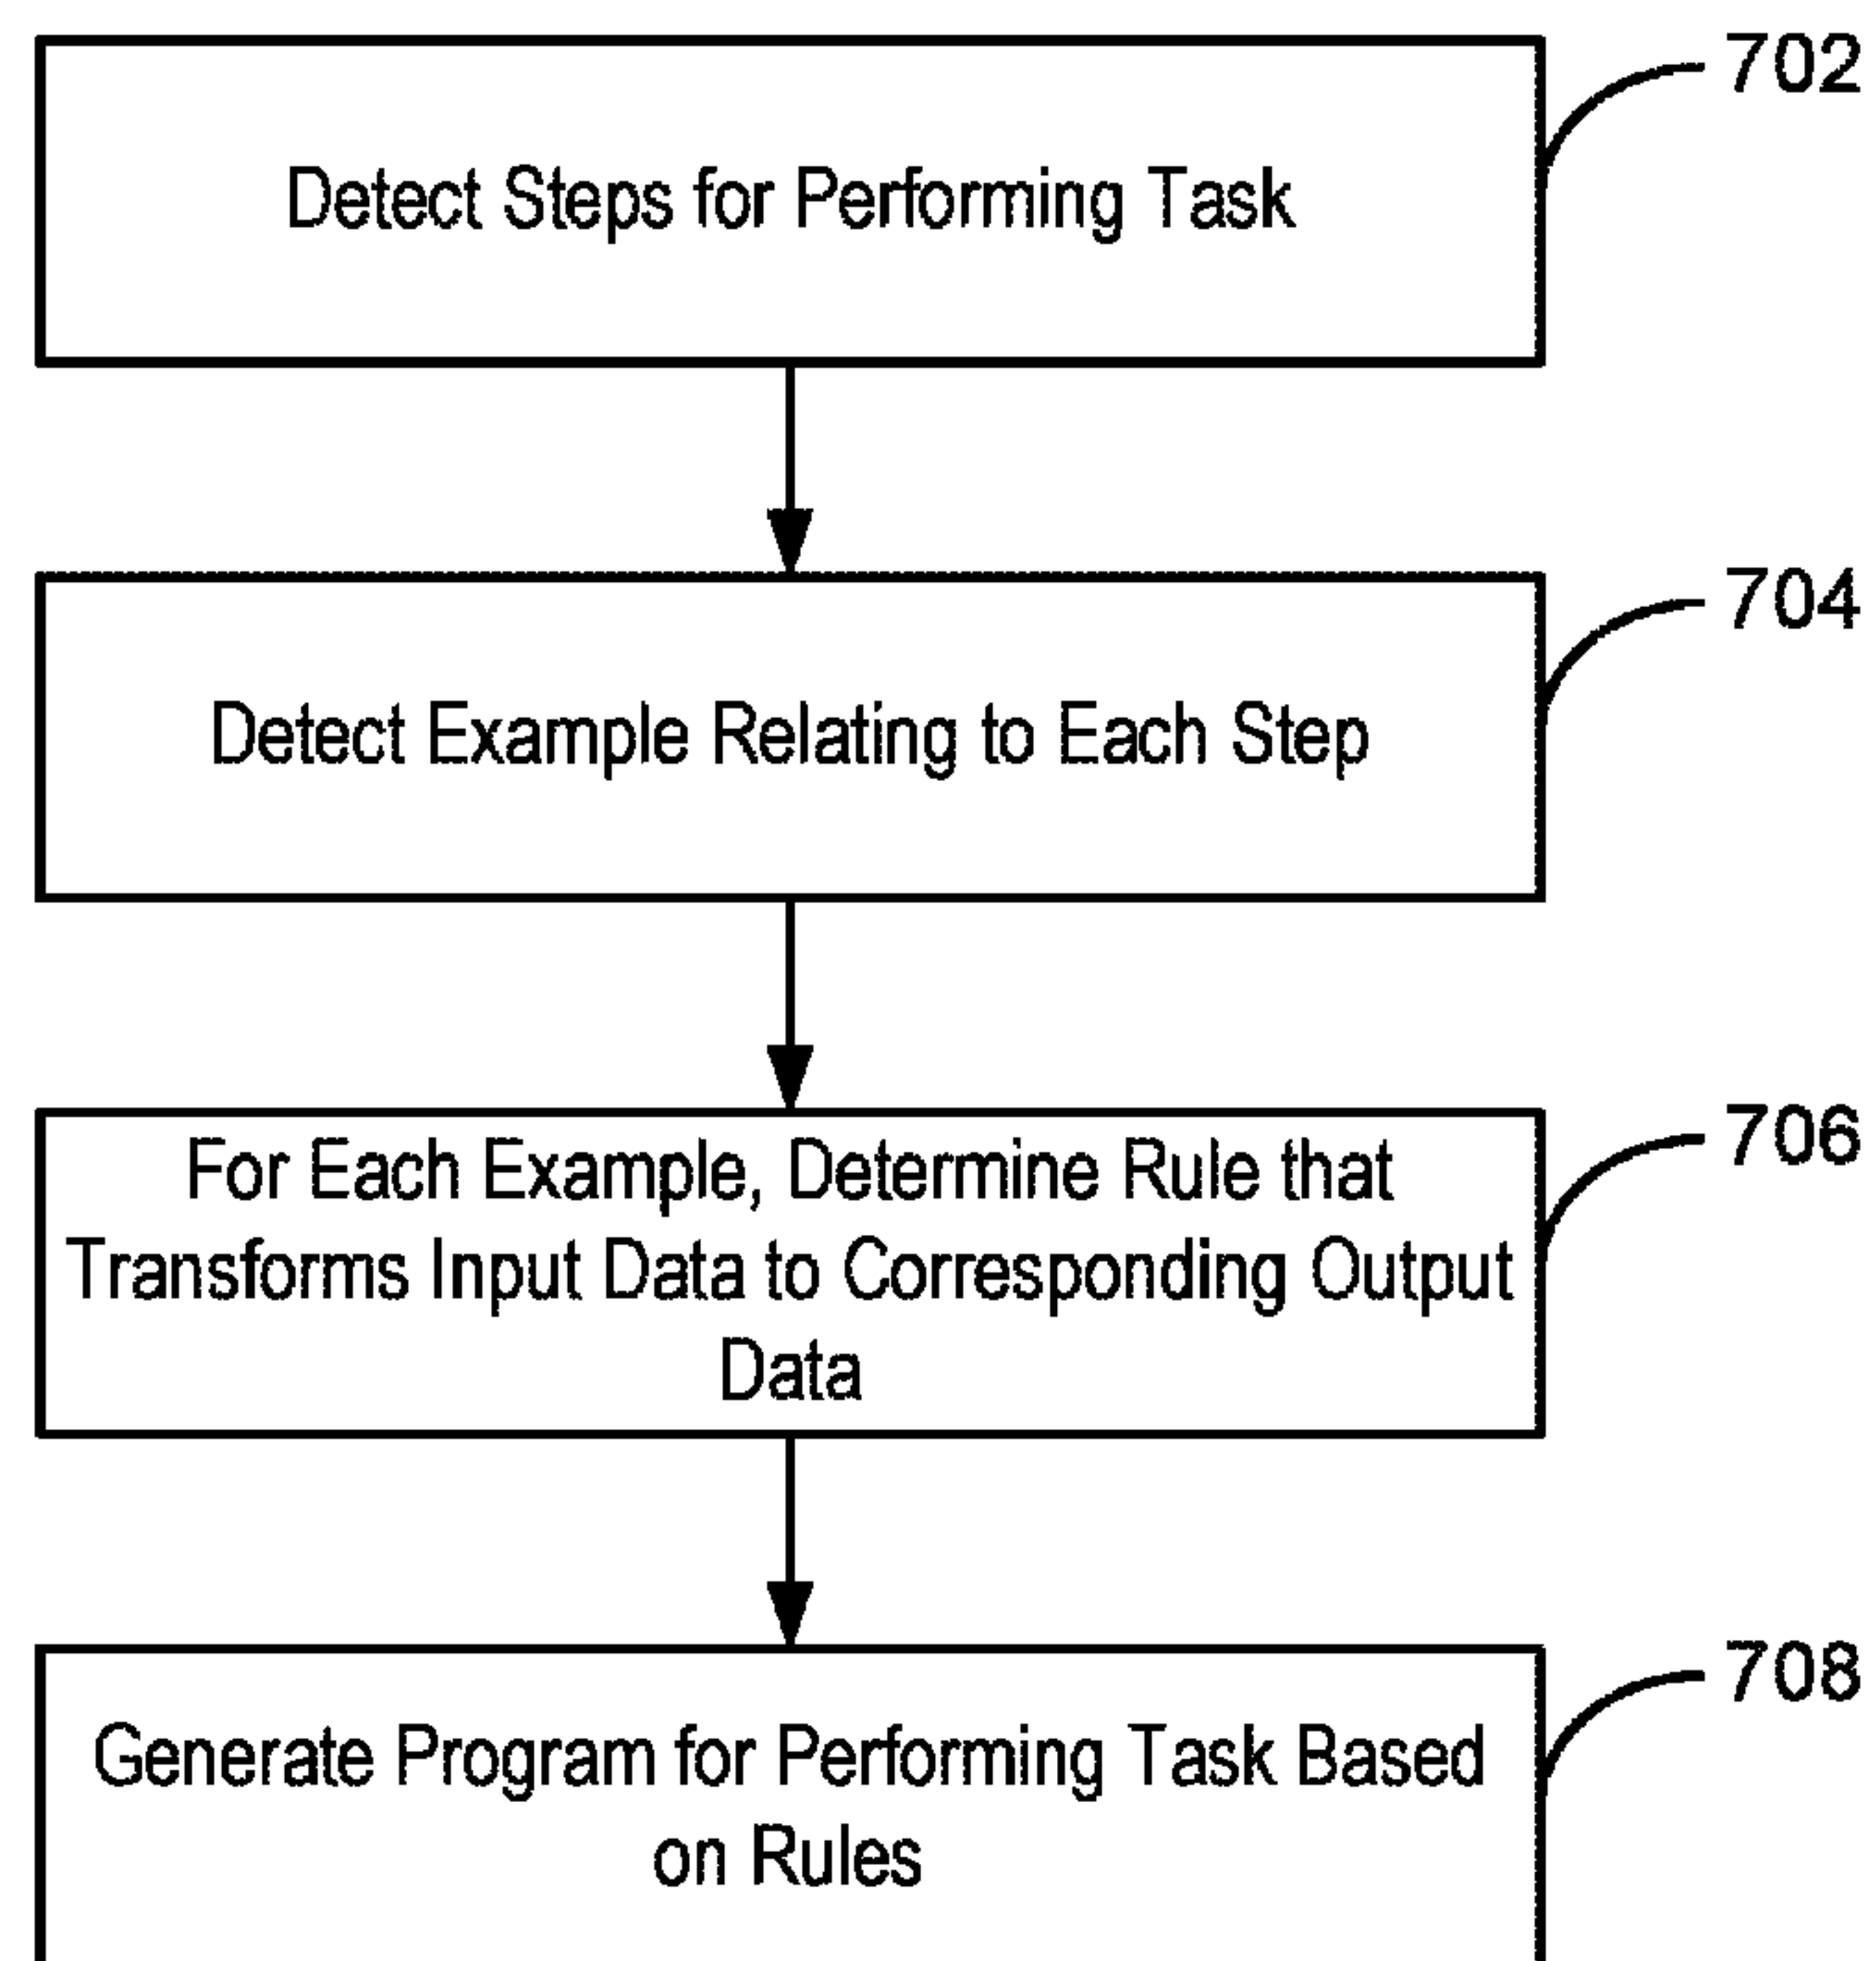 702
Detect Steps for Performing Task
704
Detect Example Relating to Each Step
706
For Each Example, Determine Rule that
Transforms Input Data to Corresponding Output
Data
708
Generate Program for Performing Task Based
on Rules